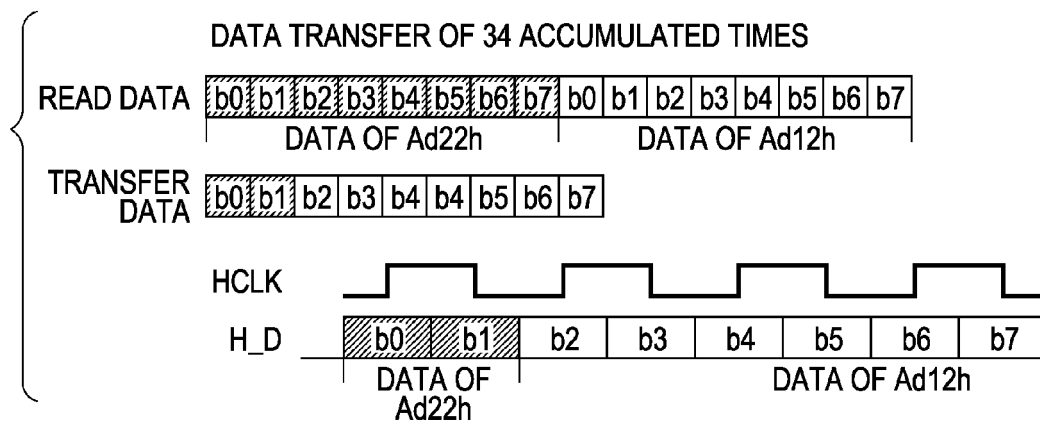 DATA TRANSFER OF 34 ACCUMULATED TIMES
READ DATA b0 b1 b2 b3 b4 b5 b6 b7 b0 b1 b2 b3 b4 b5 b6 b7
DATA OF Ad22h DATA OF Ad12h
TRANSFER DATA b0 b1 b2 b3 b4 b4 b5 b6 b7
HCLK
H_D b0 b1 b2 b3 b4 b5 b6 b7
DATA OF Ad22h DATA OF Ad12h